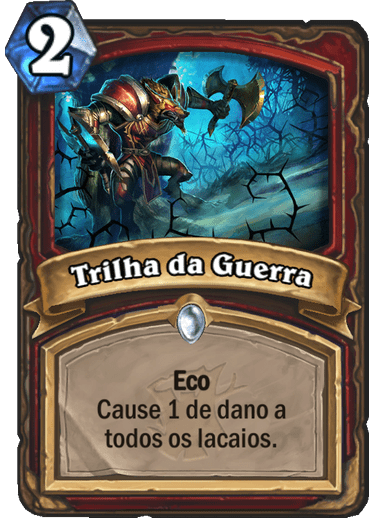 2
Trilha da Guerra
Eco
Cause 1 de dano a
todos os lacaios.